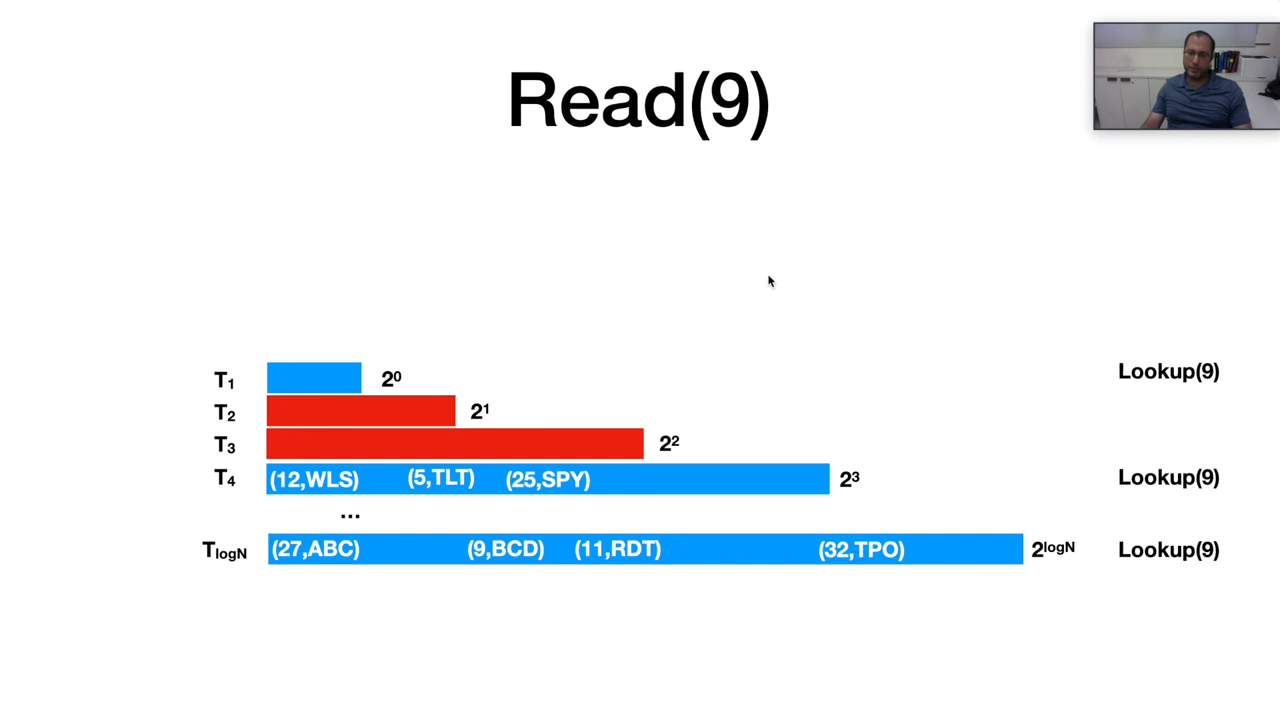 Read(9)
T₁ 2⁰ Lookup(9)
T₂ 2¹
T₃ 2²
T₄ (12,WLS) (5,TLT) (25,SPY) 2³ Lookup(9)
...
TlogN (27,ABC) (9,BCD) (11,RDT) (32,TPO) 2logN Lookup(9)